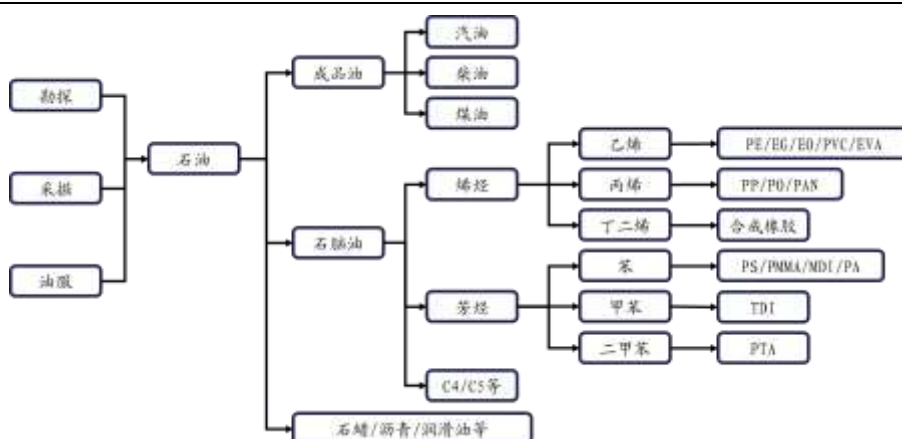 勘探
采掘
油服
石油
成品油
汽油
柴油
煤油
石脑油
烯烃
乙烯
PE/EG/EO/PVC/EVA
丙烯
PP/PO/PAN
丁二烯
合成橡胶
芳烃
苯
PS/PMMA/MDI/PA
甲苯
TDI
二甲苯
PTA
C4/C5等
石蜡/沥青/润滑油等